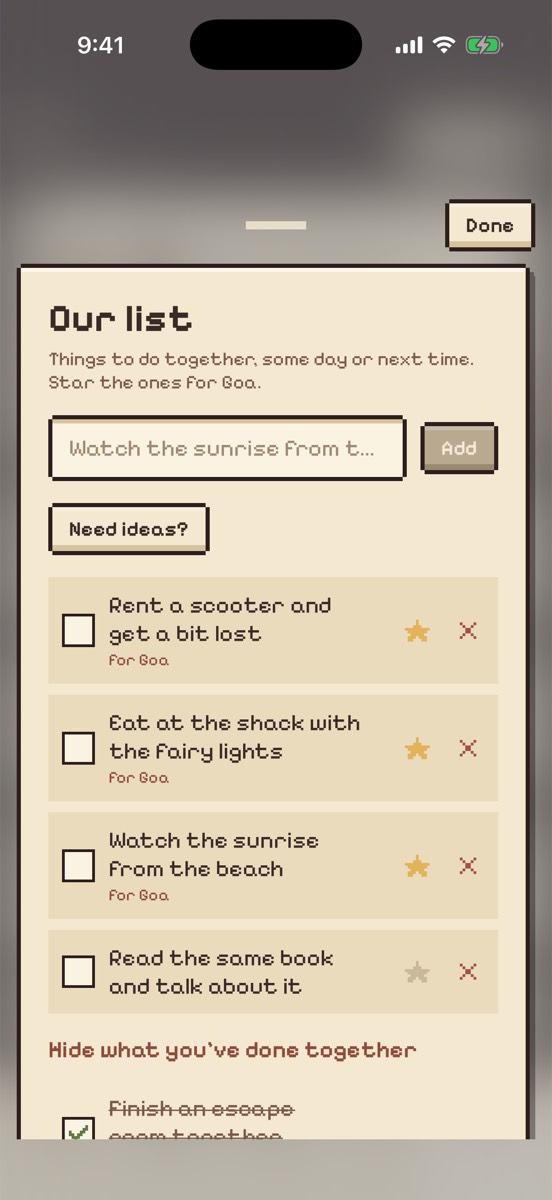 9:41
Done
Our list
Things to do together, some day or next time.
Star the ones for Goa.
Watch the sunrise from t...
Add
Need ideas?
Rent a scooter and
get a bit lost
for Goa
Eat at the shack with
the fairy lights
for Goa
Watch the sunrise
from the beach
for Goa
Read the same book
and talk about it
Hide what you've done together
Finish an escape
room together